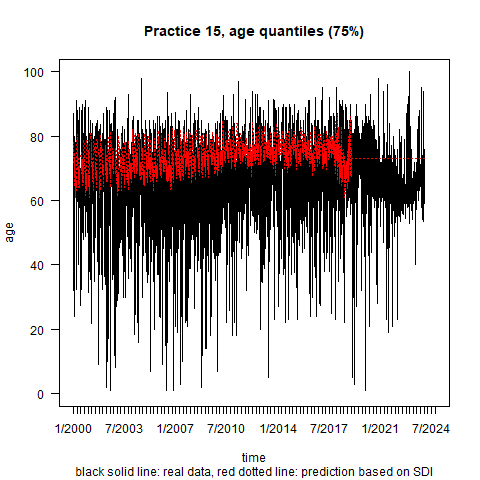 Practice 15, age quantiles (75%)
100
80
60
40
20
0
age
1/2000 7/2003 1/2007 7/2010 1/2014 7/2017 1/2021 7/2024
time
black solid line: real data, red dotted line: prediction based on SDI